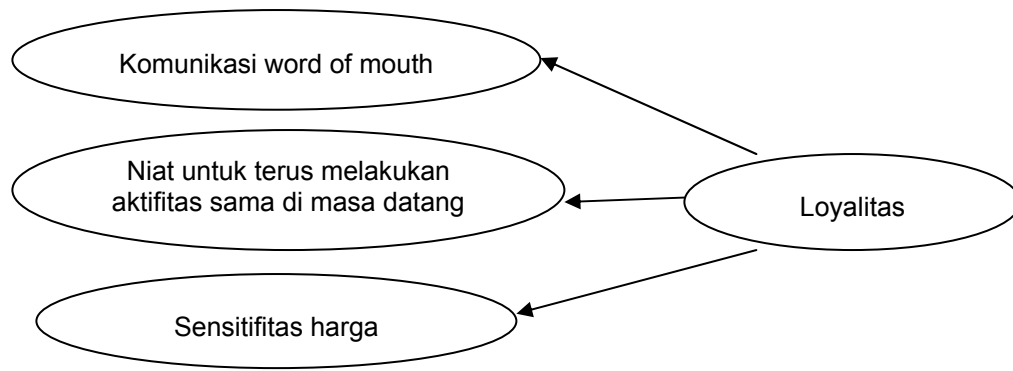 Komunikasi word of mouth
Niat untuk terus melakukan
aktifitas sama di masa datang
Loyalitas
Sensitifitas harga